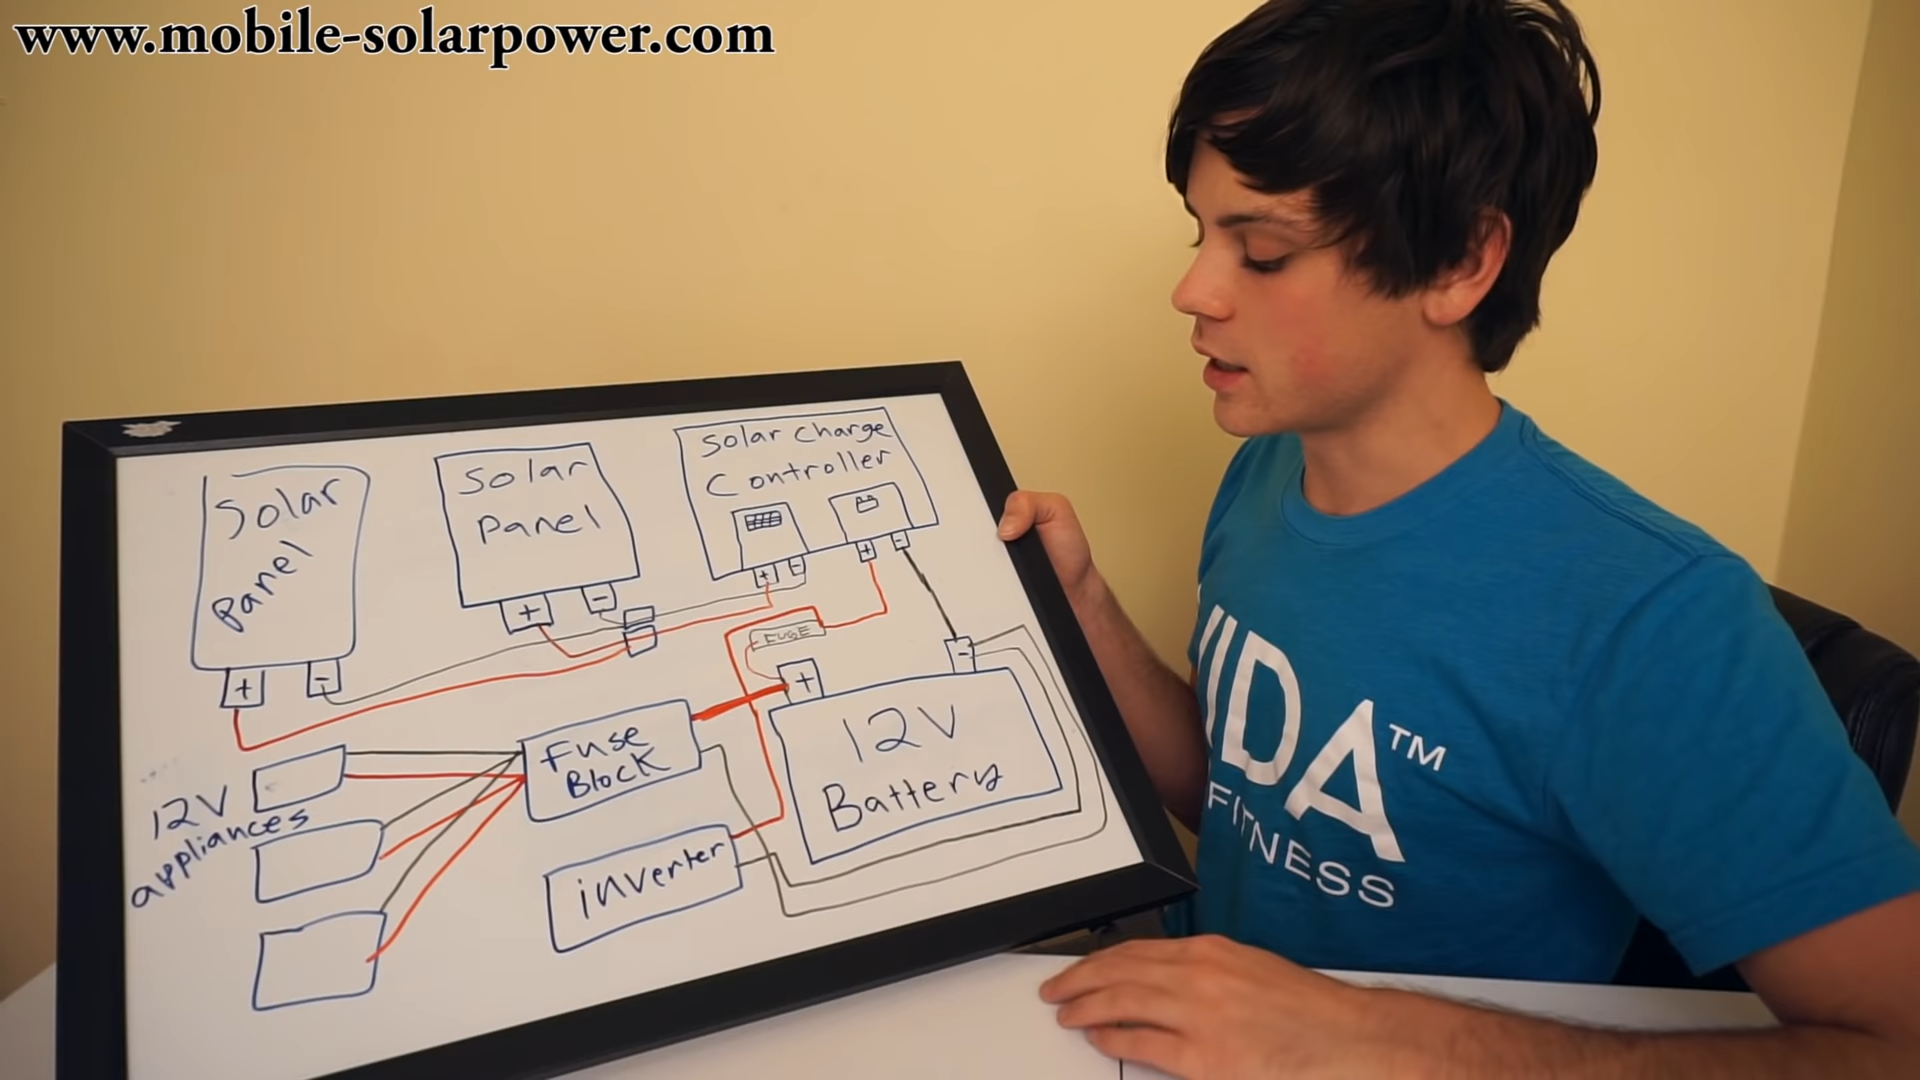 www.mobile-solarpower.com
Solar
Panel
+
-
Solar
Panel
+
-
Solar Charge
Controller
+ -
+ -
FUSE
+
-
12V
Battery
Fuse
Block
inverter
12V
appliances
VIDA™
FITNESS